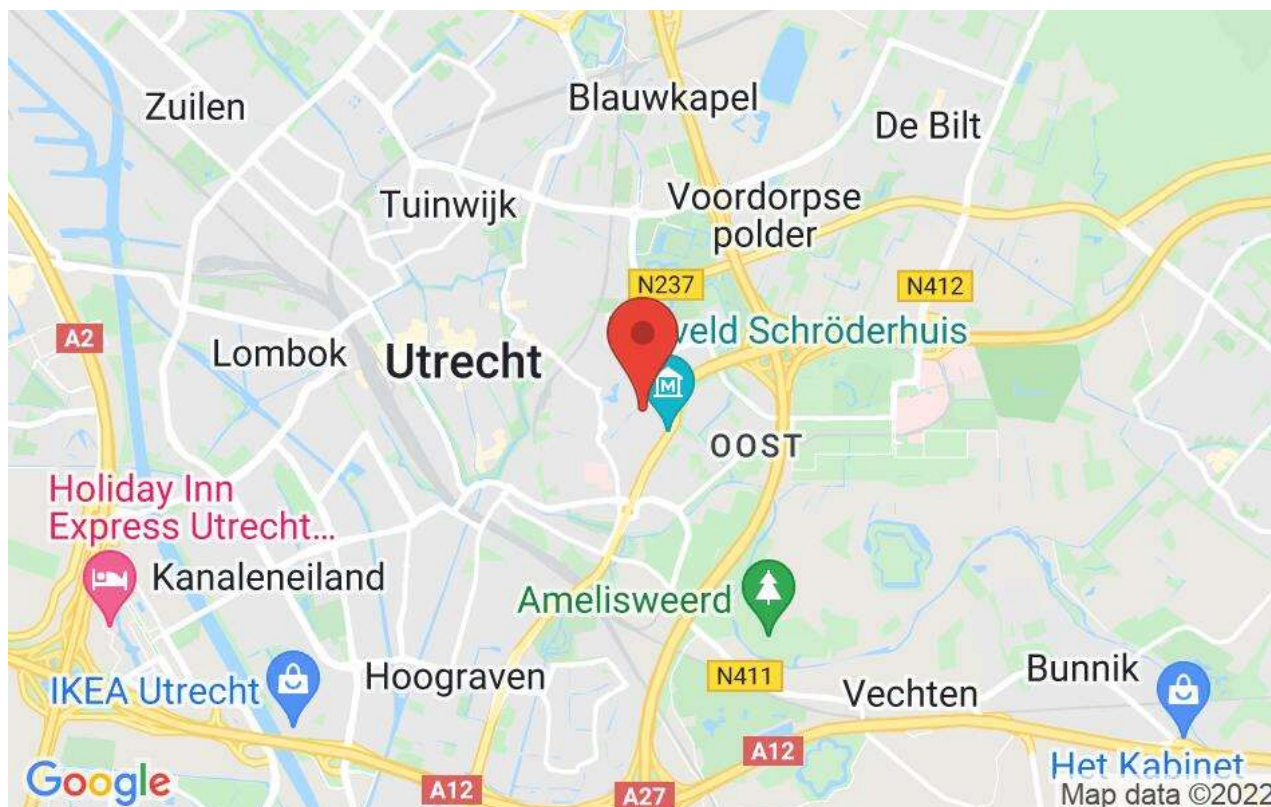 Zuilen
Blauwkapel
De Bilt
Tuinwijk
Voordorpse
polder
N237
N412
A2
Lombok
Utrecht
veld Schröderhuis
OOST
Holiday Inn
Express Utrecht...
Kanaleneiland
Amelisweerd
IKEA Utrecht
Hoograven
N411
Vechten
Bunnik
A12
Het Kabinet
Google
A12
A27
Map data ©2022